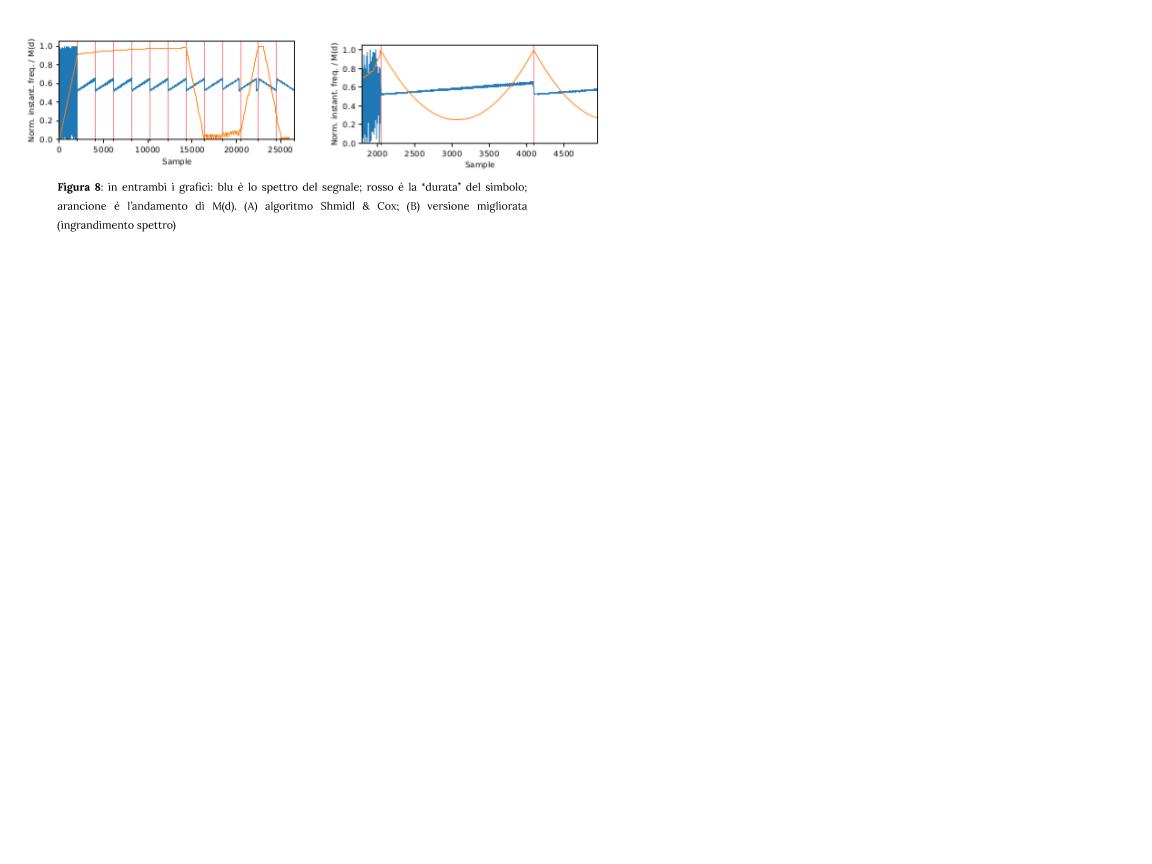 Norm. instant. freq. / M(d)
1.0
0.8
0.6
0.4
0.2
0.0
0 5000 10000 15000 20000 25000
Sample
Norm. instant. freq. / M(d)
1.0
0.8
0.6
0.4
0.2
0.0
2000 2500 3000 3500 4000 4500
Sample
Figura 8: in entrambi i grafici: blu è lo spettro del segnale; rosso è la "durata" del simbolo;
arancione è l'andamento di M(d). (A) algoritmo Shmidl & Cox; (B) versione migliorata
(ingrandimento spettro)